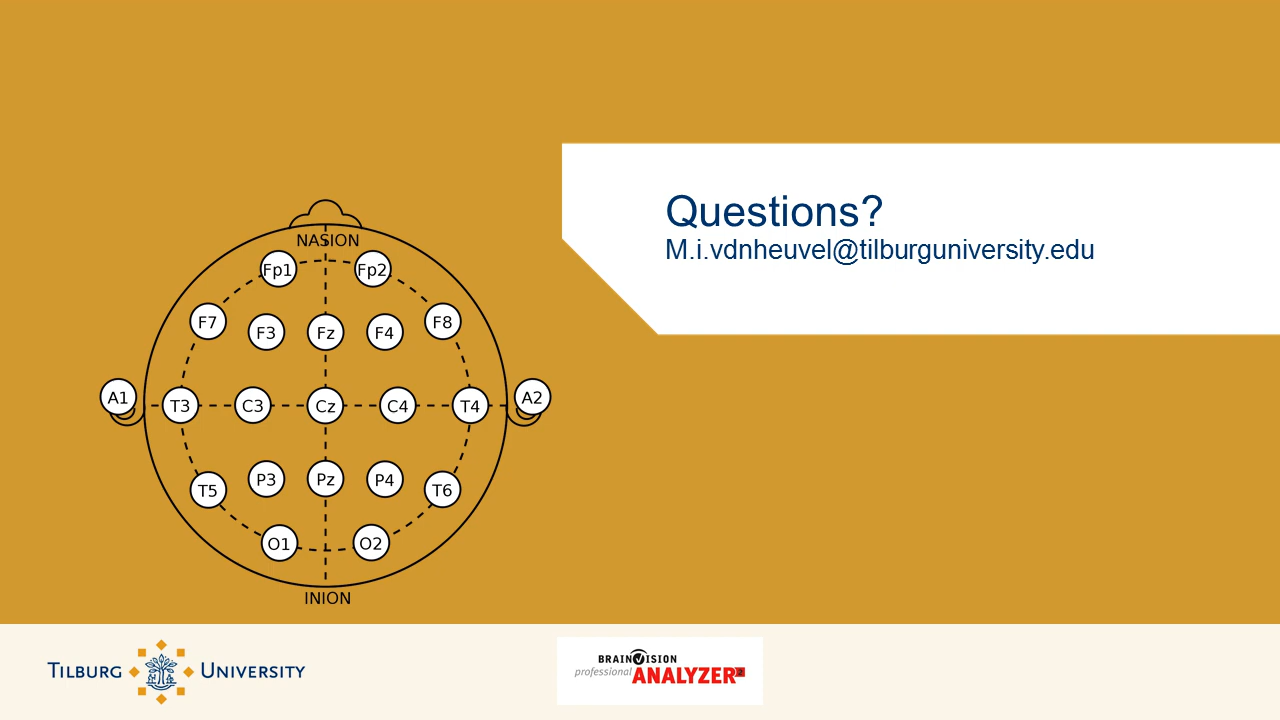 Questions?
M.i.vdnheuvel@tilburguniversity.edu
NASION
Fp1 Fp2
F7 F3 Fz F4 F8
A1 T3 C3 Cz C4 T4 A2
T5 P3 Pz P4 T6
O1 O2
INION
TILBURG UNIVERSITY
BRAINVISION
professional ANALYZER 2